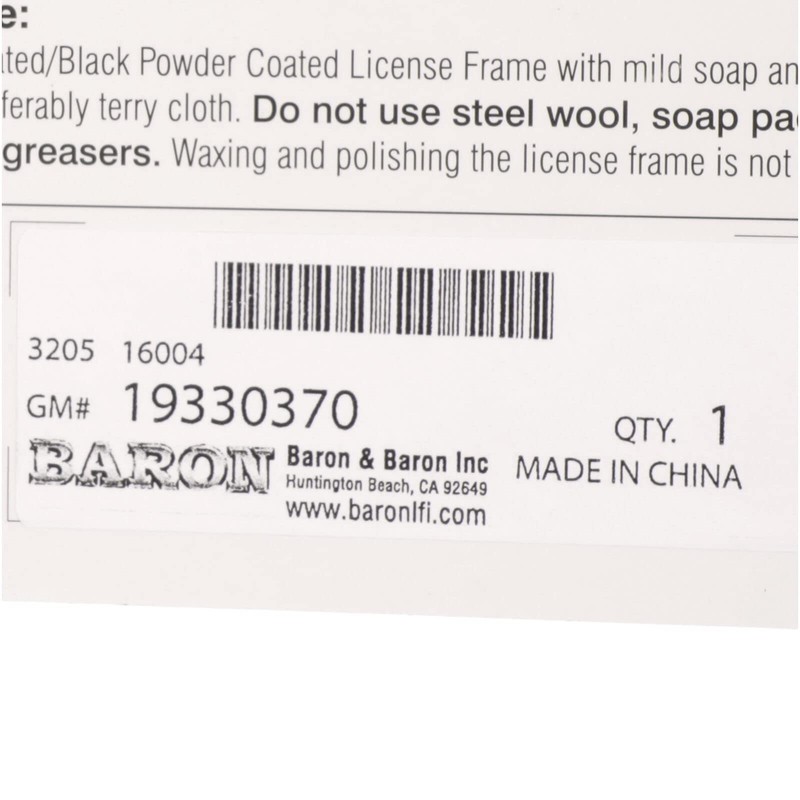 e:
ted/Black Powder Coated License Frame with mild soap an
ferably terry cloth. Do not use steel wool, soap pa
greasers. Waxing and polishing the license frame is not
3205 16004
GM# 19330370
QTY. 1
BARON
Baron & Baron Inc
Huntington Beach, CA 92649
www.baronlfi.com
MADE IN CHINA